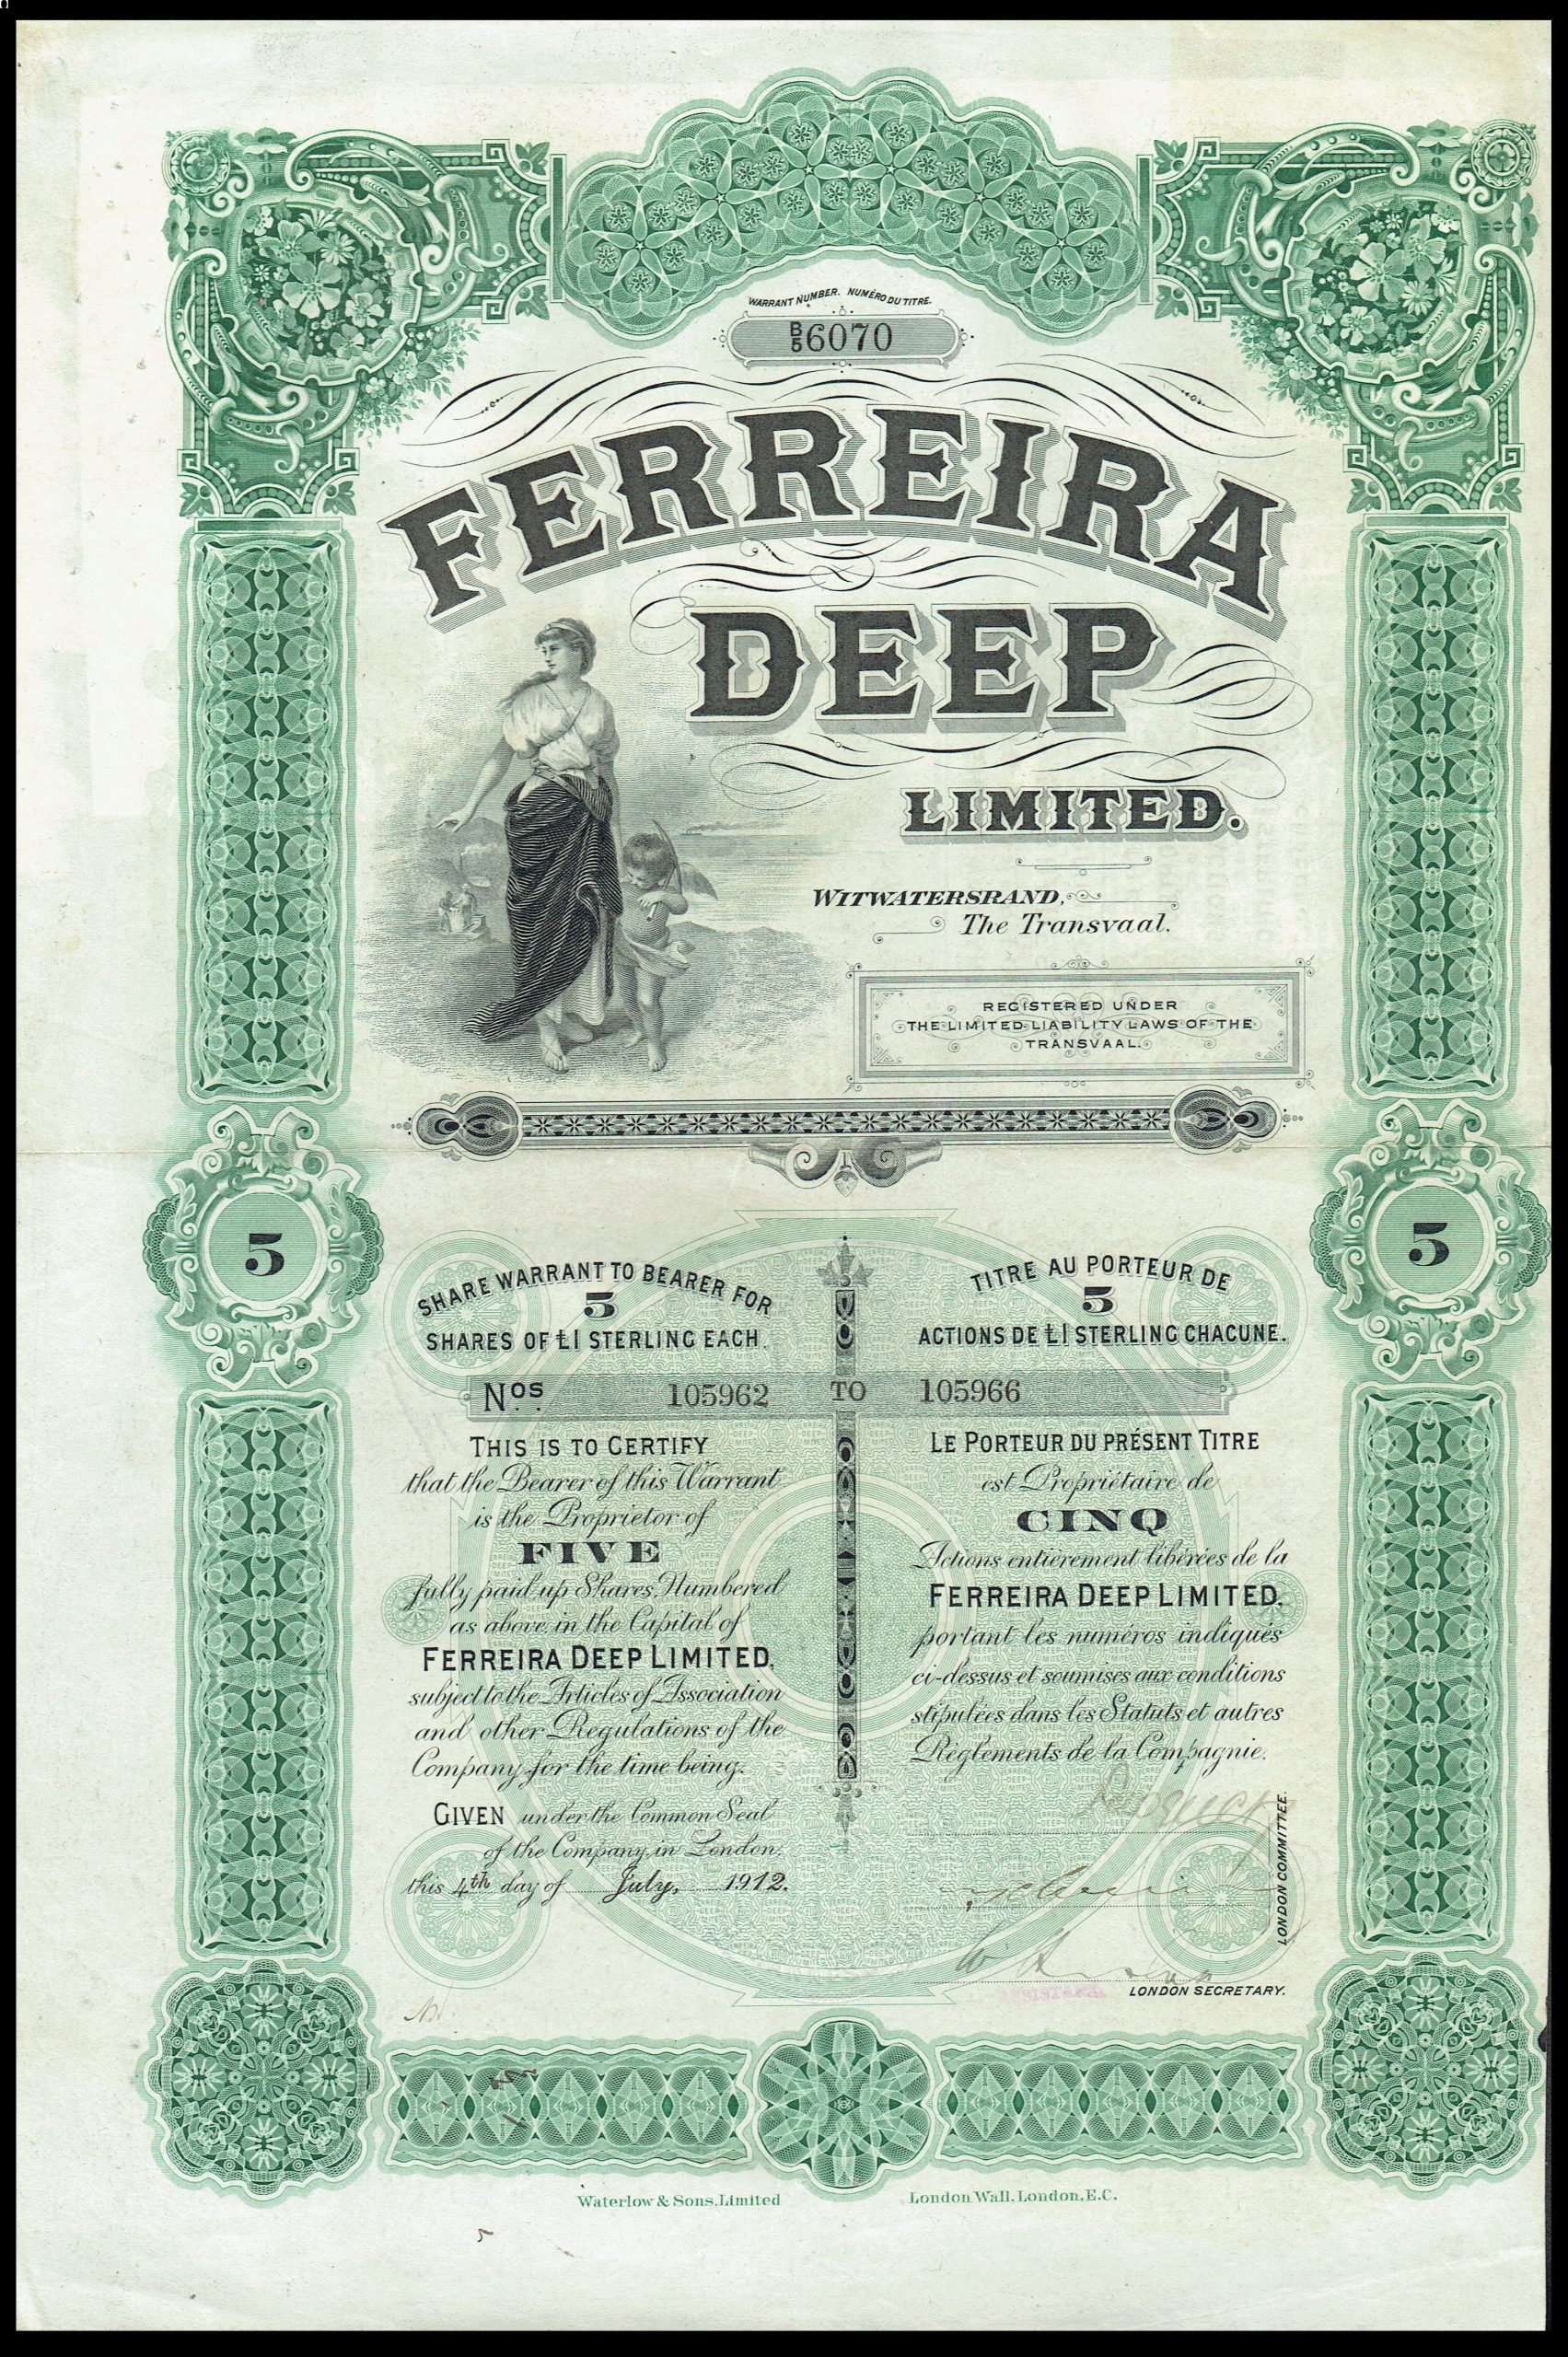 WARRANT NUMBER. NUMÉRO DU TITRE.
B/5 6070
FERREIRA
DEEP
LIMITED.
WITWATERSRAND,
The Transvaal.
REGISTERED UNDER
THE LIMITED LIABILITY LAWS OF THE
TRANSVAAL.
5
5
SHARE WARRANT TO BEARER FOR
5
SHARES OF £1 STERLING EACH.
TITRE AU PORTEUR DE
5
ACTIONS DE £1 STERLING CHACUNE.
Nos. 105962 TO 105966
THIS IS TO CERTIFY
that the Bearer of this Warrant
is the Proprietor of
FIVE
fully paid up Shares, Numbered
as above, in the Capital of
FERREIRA DEEP LIMITED,
subject to the Articles of Association
and other Regulations of the
Company for the time being.
GIVEN under the Common Seal
of the Company, in London,
this 4th day of July, 1912.
LE PORTEUR DU PRÉSENT TITRE
est Propriétaire de
CINQ
Actions entièrement libérées de la
FERREIRA DEEP LIMITED,
portant les numéros indiqués
ci-dessus et soumises aux conditions
stipulées dans les Statuts et autres
Règlements de la Compagnie.
LONDON COMMITTEE.
LONDON SECRETARY.
Waterlow & Sons, Limited London Wall, London, E.C.